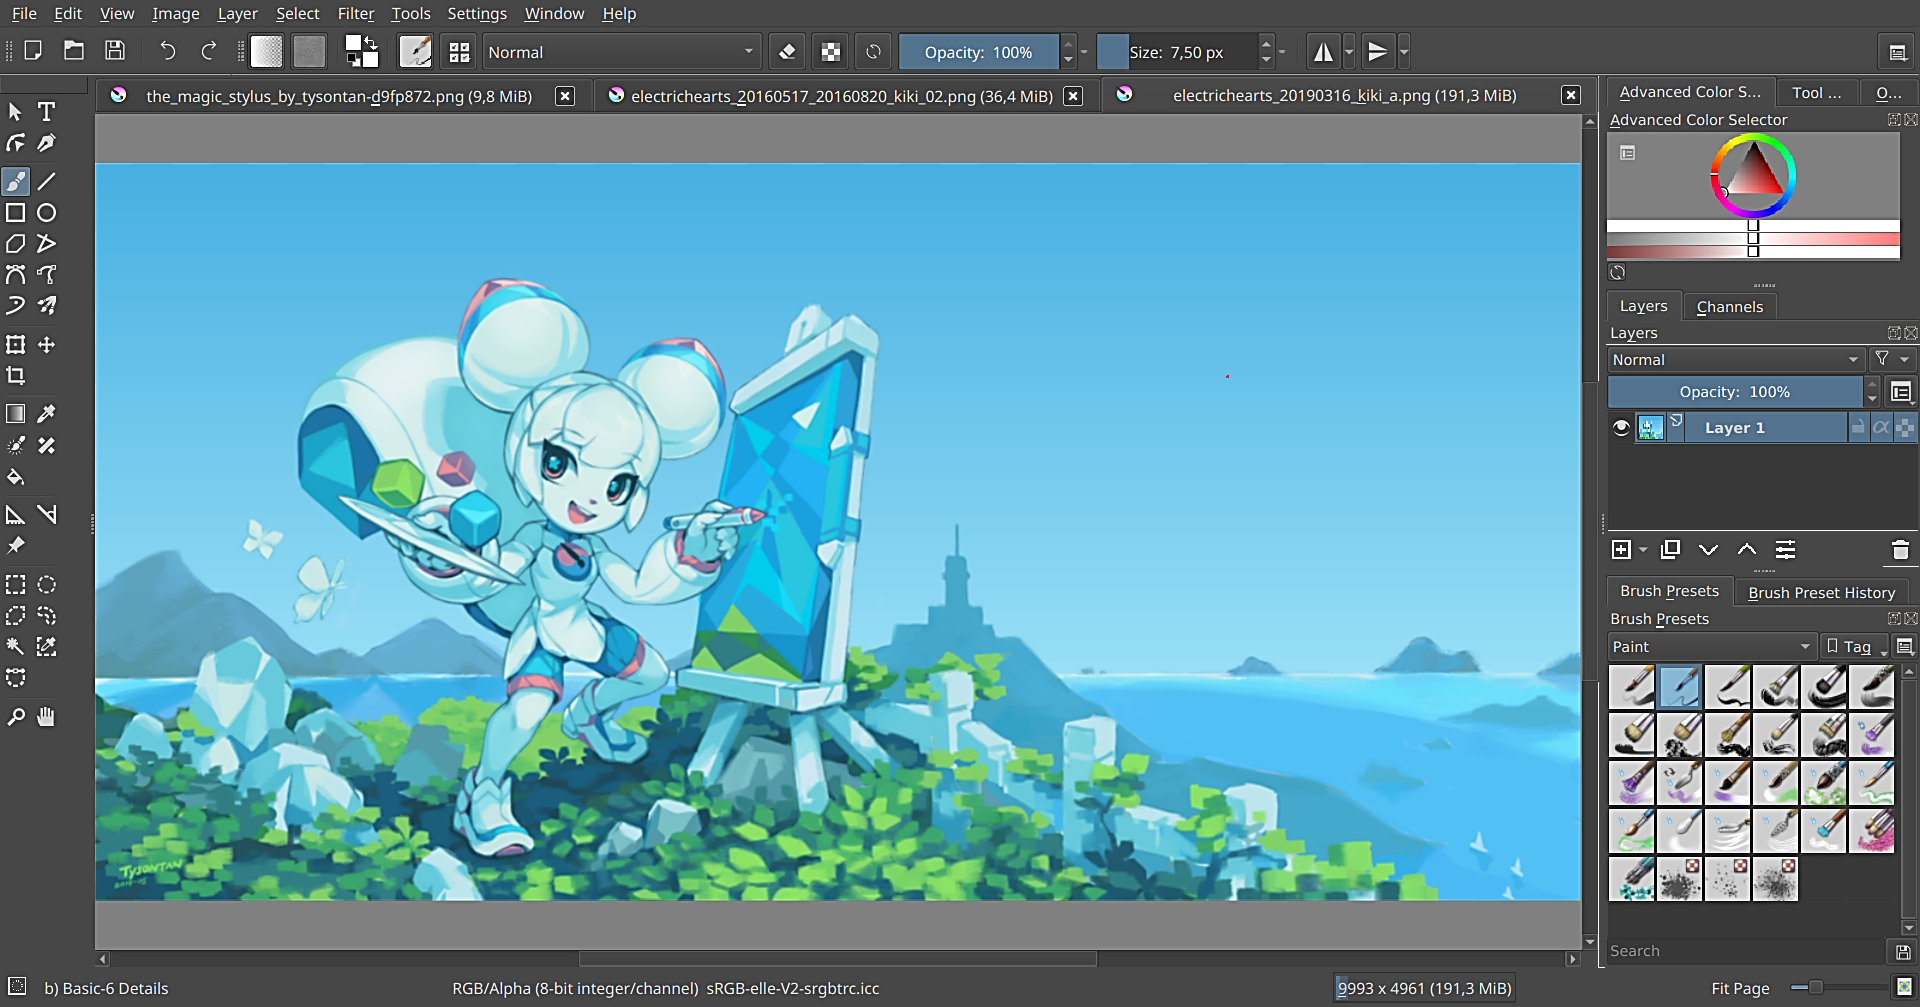 File Edit View Image Layer Select Filter Tools Settings Window Help
Normal Opacity: 100% Size: 7,50 px
the_magic_stylus_by_tysontan-d9fp872.png (9,8 MiB) electrichearts_20160517_20160820_kiki_02.png (36,4 MiB) electrichearts_20190316_kiki_a.png (191,3 MiB)
Advanced Color S... Tool ... O...
Advanced Color Selector
Layers Channels
Layers
Normal
Opacity: 100%
Layer 1
Brush Presets Brush Preset History
Brush Presets
Paint Tag
Search
TYSONTAN
b) Basic-6 Details RGB/Alpha (8-bit integer/channel) sRGB-elle-V2-srgbtrc.icc 9993 x 4961 (191,3 MiB) Fit Page